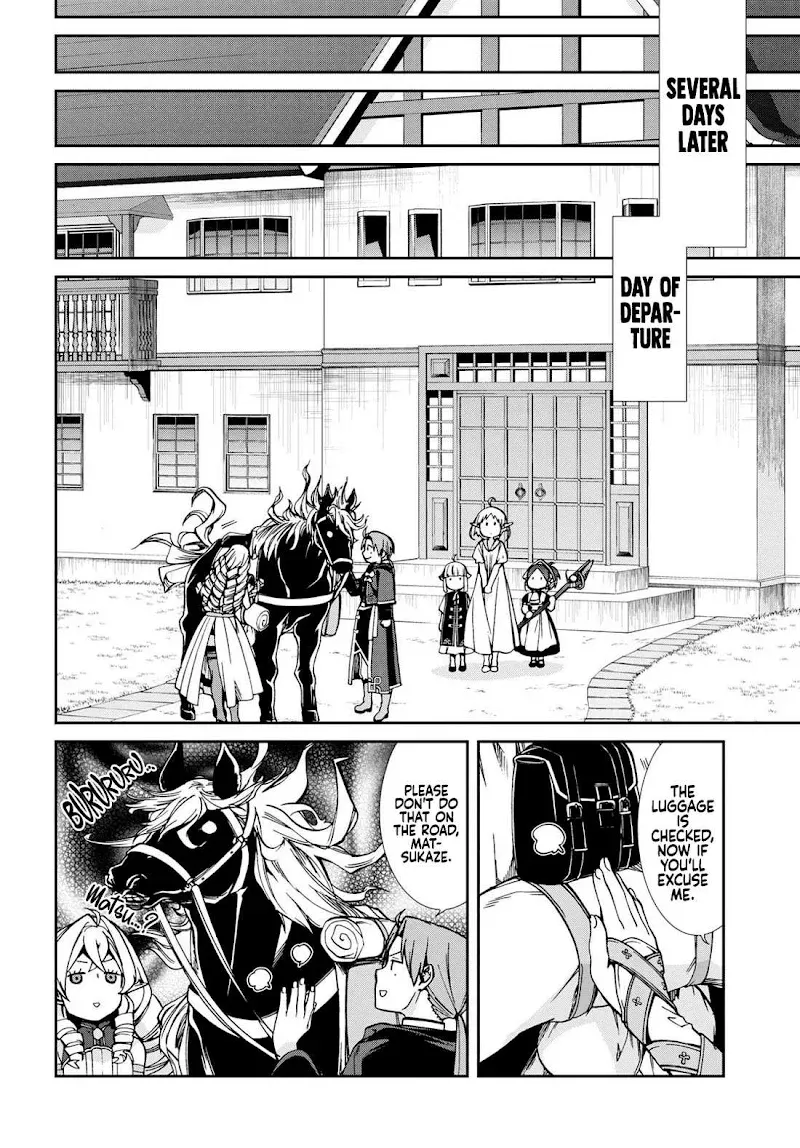 SEVERAL
DAYS
LATER
DAY OF
DEPAR-
TURE
THE
LUGGAGE
IS
CHECKED,
NOW IF
YOU'LL
EXCUSE
ME.
PLEASE
DON'T DO
THAT ON
THE ROAD,
MAT-
SUKAZE.
BURURURU...
MATSU...?